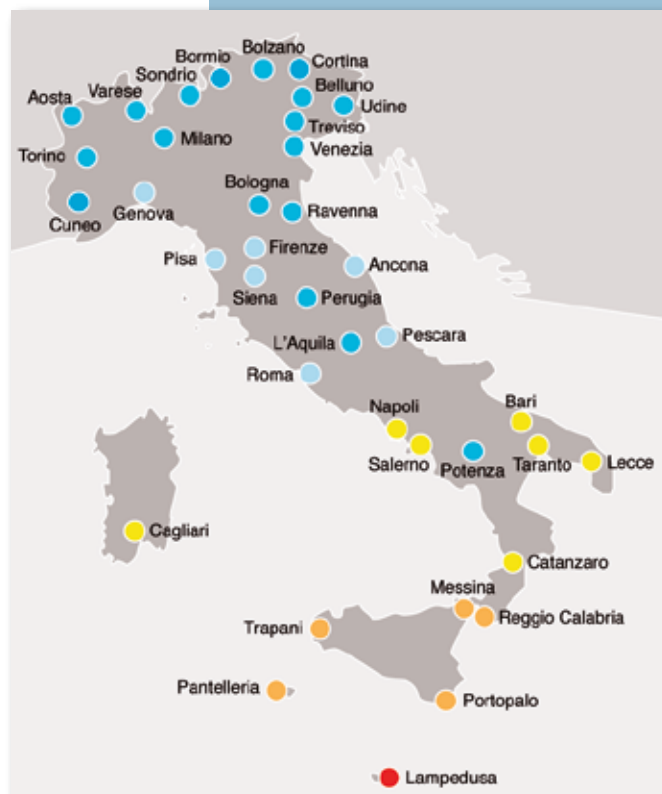 Bolzano
Cortina
Bormio
Sondrio
Belluno
Varese
Aosta
Udine
Treviso
Milano
Torino
Venezia
Bologna
Cuneo
Genova
Ravenna
Firenze
Pisa
Ancona
Siena
Perugia
Pescara
L'Aquila
Roma
Napoli
Bari
Salerno
Potenza
Taranto
Lecce
Cagliari
Catanzaro
Messina
Reggio Calabria
Trapani
Pantelleria
Portopalo
Lampedusa